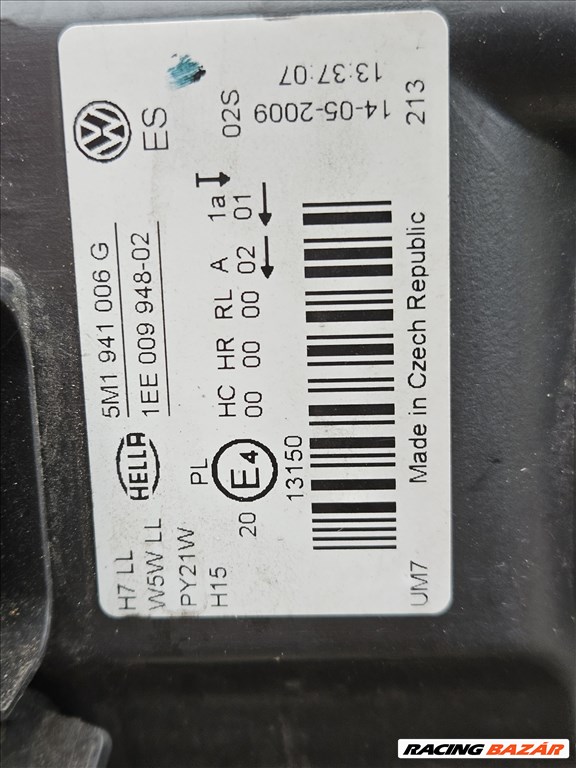 H7 LL
W5W LL
PY21W
H15
HELLA
5M1 941 006 G
1EE 009 948-02
VW
ES
PL
20 E4
HC HR RL A 1a
00 00 00 02 01
02S
14-05-2009
13:37:07
13150
213
UM7
Made in Czech Republic
RACING BAZÁR